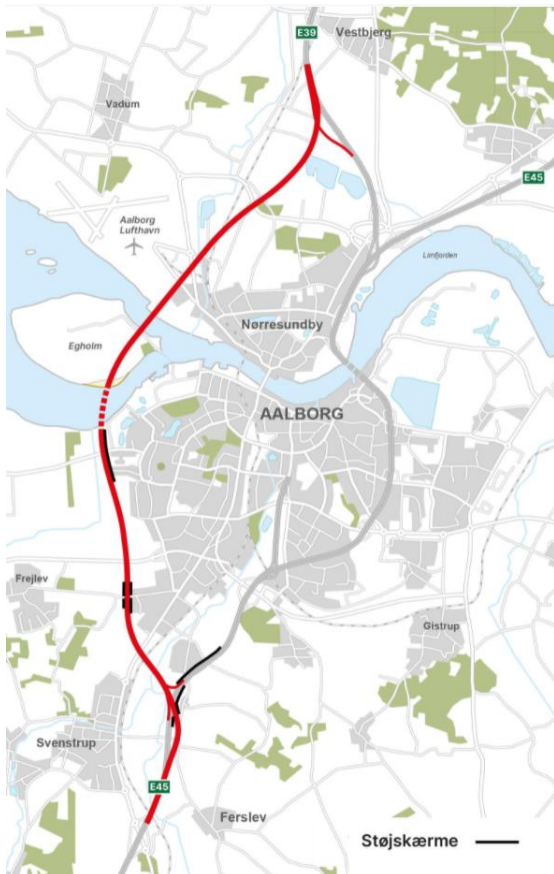 E39
Vestbjerg
Vadum
E45
Aalborg
Lufthavn
Limfjorden
Nørresundby
Egholm
AALBORG
Frejlev
Gistrup
Svenstrup
E45
Ferslev
Støjskærme